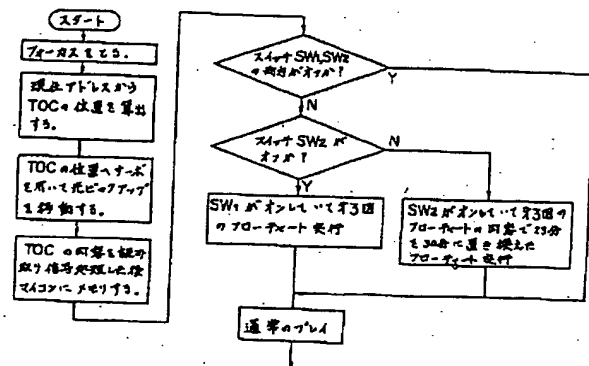 スタート
フォーカスをとる。
現在アドレスから
TOCの位置を算出
する。
TOCの位置へサーボ
を用いて光ピックアップ
を移動する。
TOCの内容を読み
取り信号処理した後
マイコンにメモリする。
スイッチSW1,SW2
の両方がオフか?
Y
N
スイッチSW2が
オフか?
N
Y
SW1がオンしていて第3図
のフローチャート実行
SW2がオンしていて第3図の
フローチャートの内容で23分
を30分に置き換えた
フローチャート実行
通常のプレイ